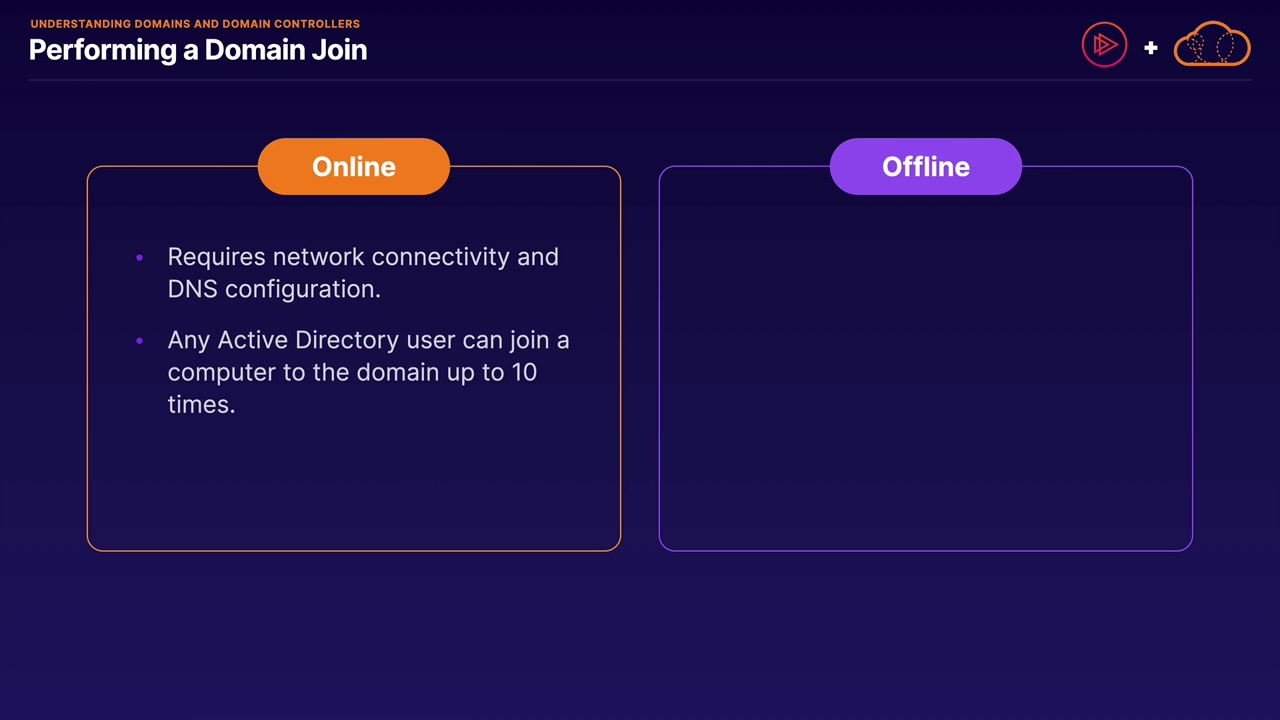 UNDERSTANDING DOMAINS AND DOMAIN CONTROLLERS
Performing a Domain Join
+
Online
• Requires network connectivity and
DNS configuration.
• Any Active Directory user can join a
computer to the domain up to 10
times.
Offline